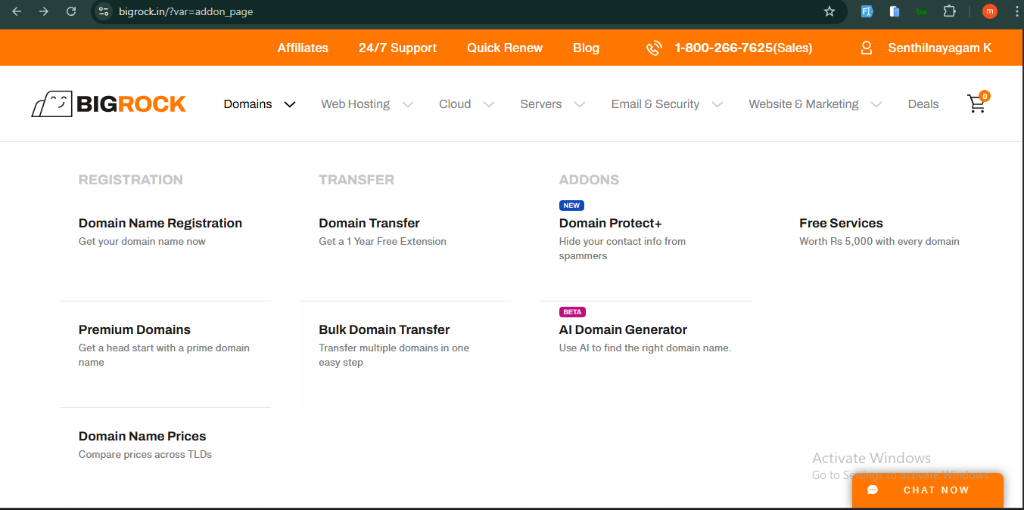 bigrock.in/?var=addon_page
m
Affiliates 24/7 Support Quick Renew Blog 1-800-266-7625(Sales) Senthilnayagam K
BIGROCK Domains Web Hosting Cloud Servers Email & Security Website & Marketing Deals 0
REGISTRATION
Domain Name Registration
Get your domain name now
Premium Domains
Get a head start with a prime domain
name
Domain Name Prices
Compare prices across TLDs
TRANSFER
Domain Transfer
Get a 1 Year Free Extension
Bulk Domain Transfer
Transfer multiple domains in one
easy step
ADDONS
NEW
Domain Protect+
Hide your contact info from
spammers
BETA
AI Domain Generator
Use AI to find the right domain name.
Free Services
Worth Rs 5,000 with every domain
Activate Windows
Go to Settings to activate Windows.
CHAT NOW